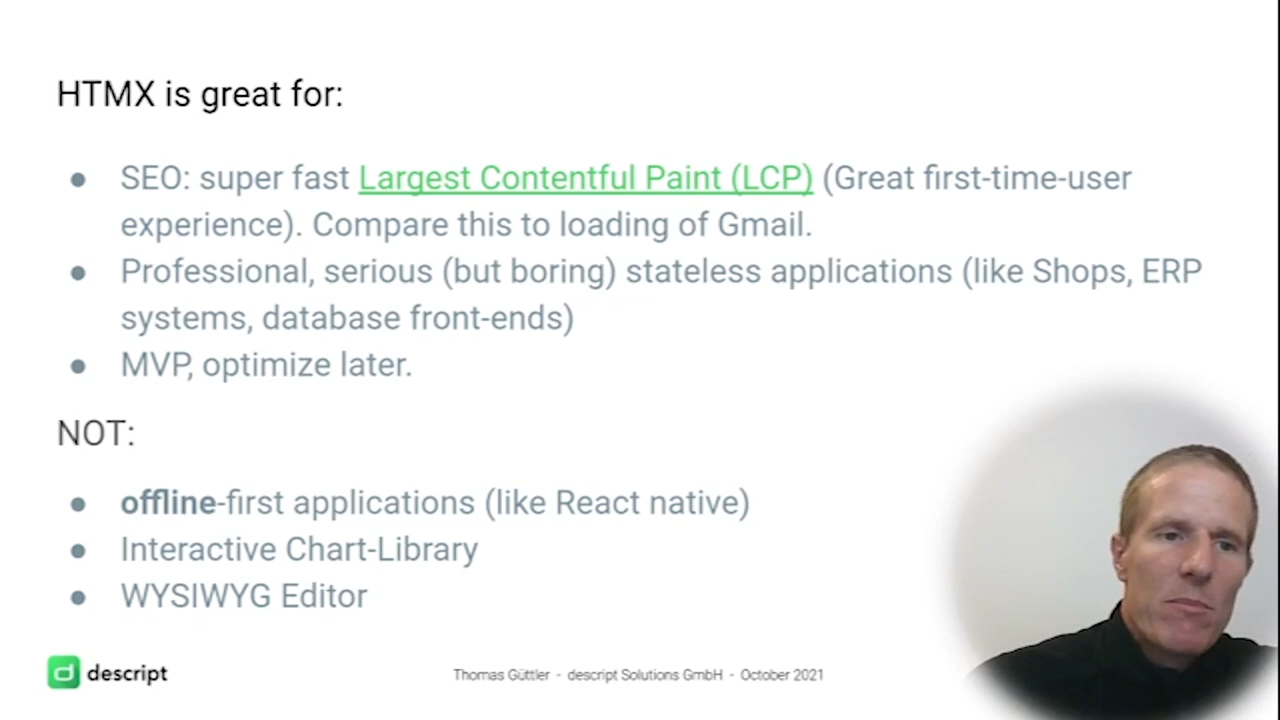 HTMX is great for:
● SEO: super fast Largest Contentful Paint (LCP) (Great first-time-user
experience). Compare this to loading of Gmail.
● Professional, serious (but boring) stateless applications (like Shops, ERP
systems, database front-ends)
● MVP, optimize later.
NOT:
● offline-first applications (like React native)
● Interactive Chart-Library
● WYSIWYG Editor
descript
Thomas Güttler - descript Solutions GmbH - October 2021